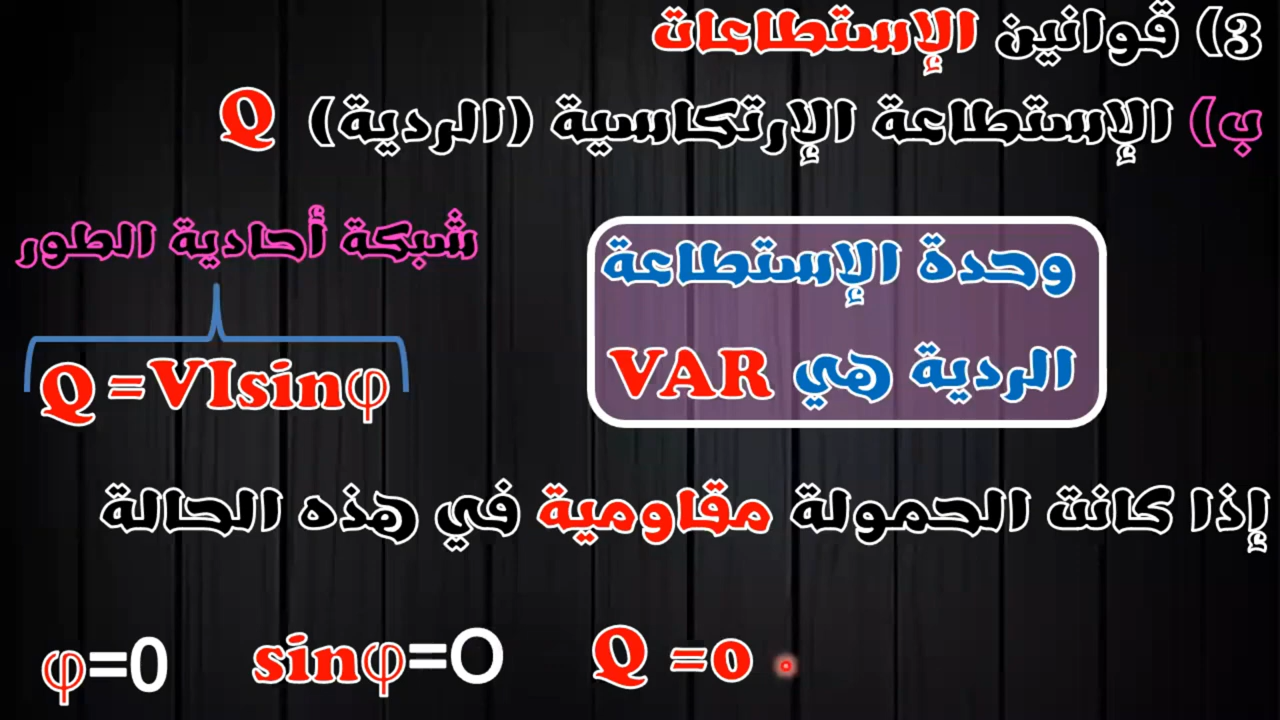 3) قوانين الإستطاعات
ب) الإستطاعة الإرتكاسية (الردية) Q
وحدة الإستطاعة
الردية هي VAR
شبكة أحادية الطور
Q =VIsinφ
إذا كانت الحمولة مقاومية في هذه الحالة
φ=0 sinφ=O Q =0